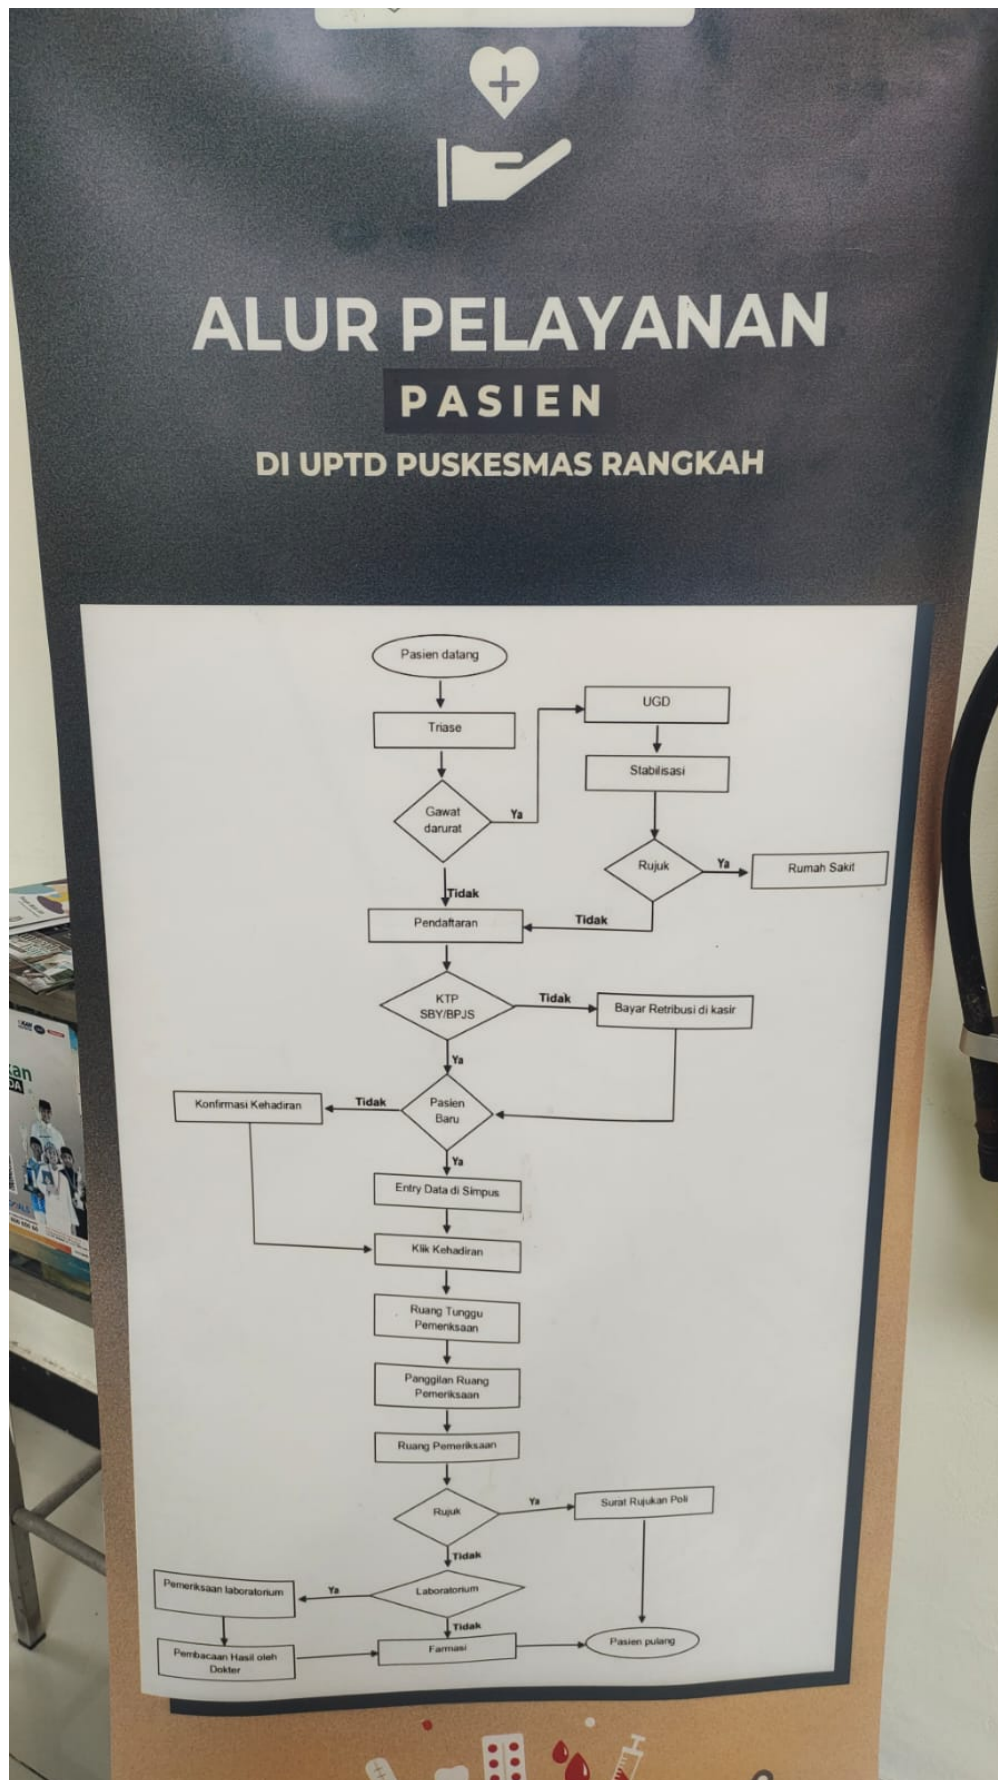 ALUR PELAYANAN
PASIEN
DI UPTD PUSKESMAS RANGKAH
Pasien datang
Triase
Gawat
darurat
Ya
UGD
Stabilisasi
Rujuk
Ya
Rumah Sakit
Tidak
Tidak
Pendaftaran
KTP
SBY/BPJS
Tidak
Bayar Retribusi di kasir
Ya
Pasien
Baru
Tidak
Konfirmasi Kehadiran
Ya
Entry Data di Simpus
Klik Kehadiran
Ruang Tunggu
Pemeriksaan
Panggilan Ruang
Pemeriksaan
Ruang Pemeriksaan
Rujuk
Ya
Surat Rujukan Poli
Tidak
Laboratorium
Ya
Pemeriksaan laboratorium
Tidak
Pembacaan Hasil oleh
Dokter
Farmasi
Pasien pulang